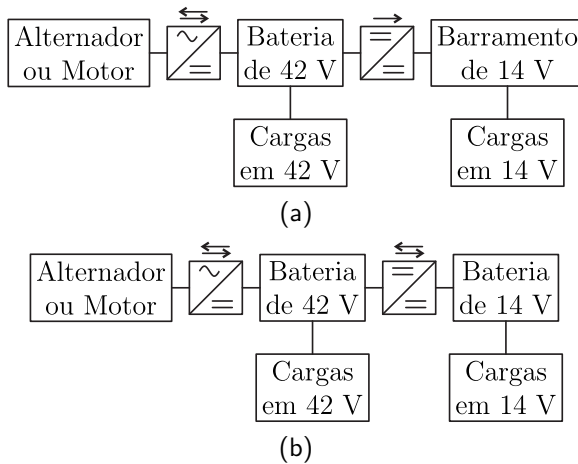 Alternador
ou Motor
Bateria
de 42 V
Barramento
de 14 V
Cargas
em 42 V
Cargas
em 14 V
(a)
Alternador
ou Motor
Bateria
de 42 V
Bateria
de 14 V
Cargas
em 42 V
Cargas
em 14 V
(b)